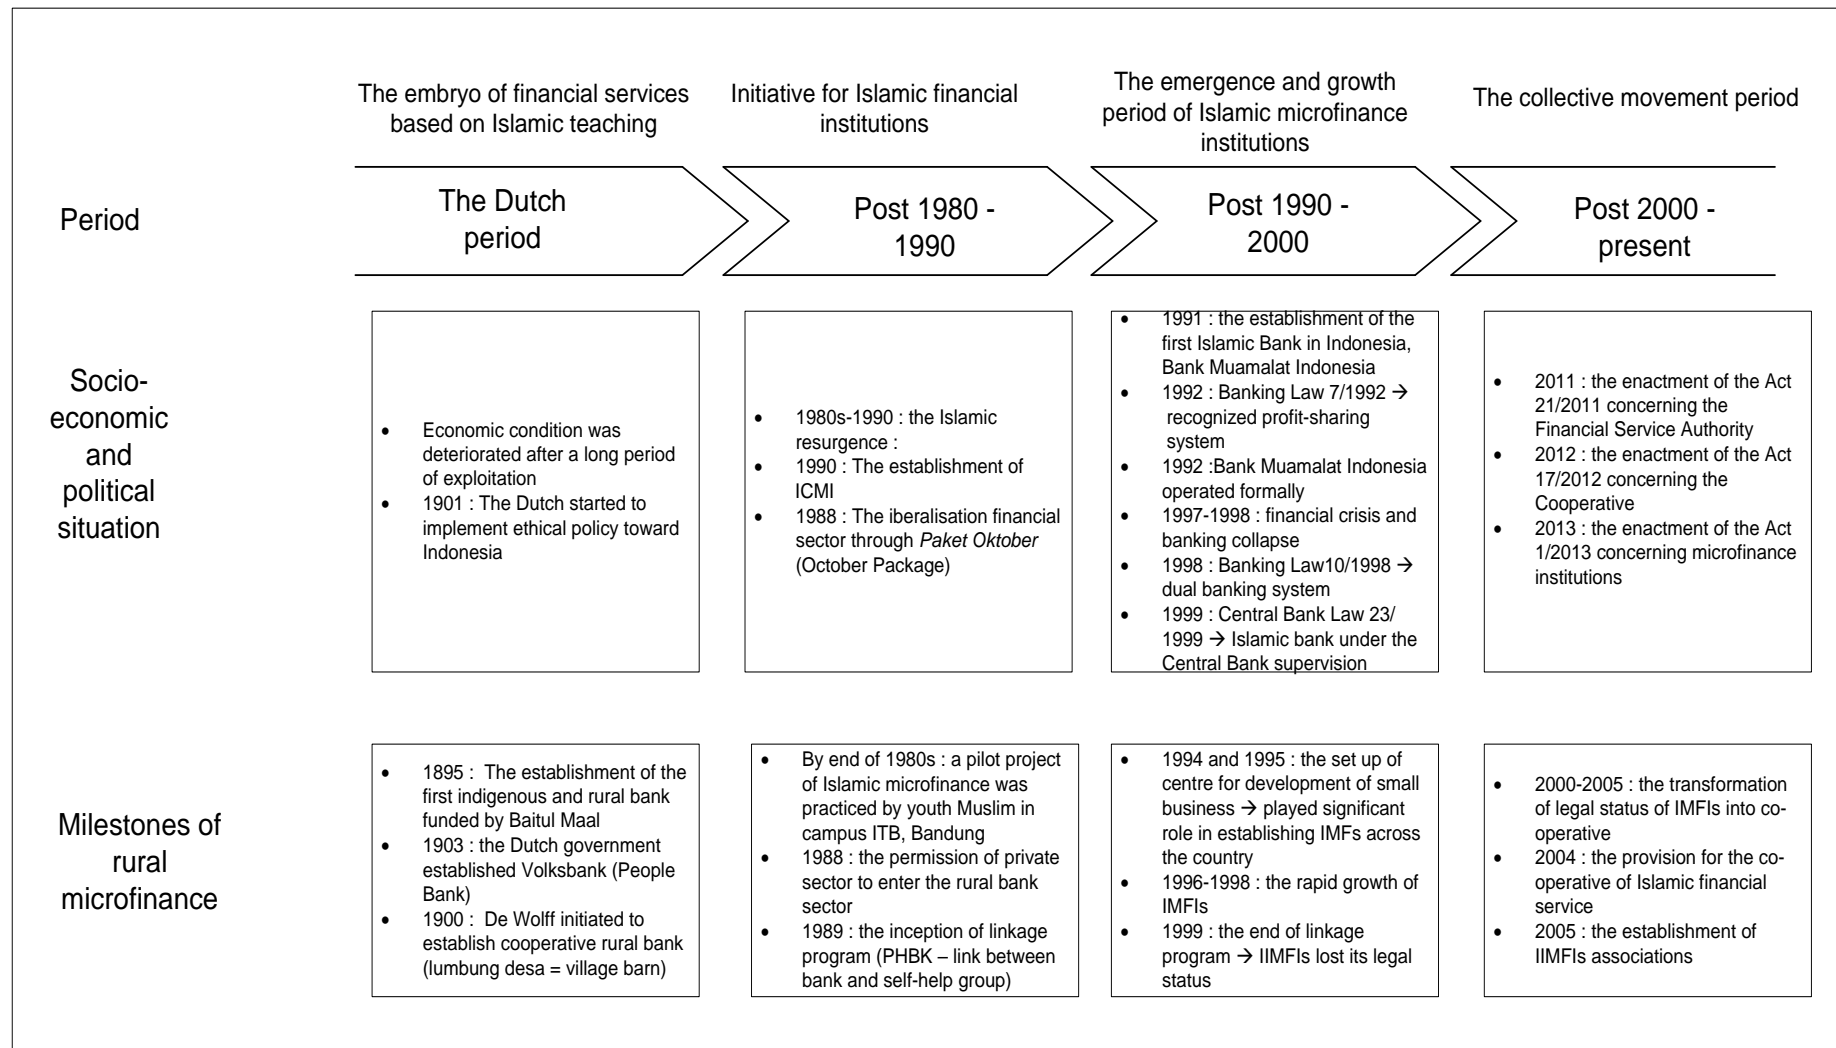 The embryo of financial services
based on Islamic teaching
Initiative for Islamic financial
institutions
The emergence and growth
period of Islamic microfinance
institutions
The collective movement period
Period
The Dutch
period
Post 1980 -
1990
Post 1990 -
2000
Post 2000 -
present
Socio-
economic
and
political
situation
• Economic condition was
deteriorated after a long period
of exploitation
• 1901 : The Dutch started to
implement ethical policy toward
Indonesia
• 1980s-1990 : the Islamic
resurgence :
• 1990 : The establishment of
ICMI
• 1988 : The iberalisation financial
sector through Paket Oktober
(October Package)
• 1991 : the establishment of the
first Islamic Bank in Indonesia,
Bank Muamalat Indonesia
• 1992 : Banking Law 7/1992 →
recognized profit-sharing
system
• 1992 :Bank Muamalat Indonesia
operated formally
• 1997-1998 : financial crisis and
banking collapse
• 1998 : Banking Law10/1998 →
dual banking system
• 1999 : Central Bank Law 23/
1999 → Islamic bank under the
Central Bank supervision
• 2011 : the enactment of the Act
21/2011 concerning the
Financial Service Authority
• 2012 : the enactment of the Act
17/2012 concerning the
Cooperative
• 2013 : the enactment of the Act
1/2013 concerning microfinance
institutions
Milestones of
rural
microfinance
• 1895 : The establishment of the
first indigenous and rural bank
funded by Baitul Maal
• 1903 : the Dutch government
established Volksbank (People
Bank)
• 1900 : De Wolff initiated to
establish cooperative rural bank
(lumbung desa = village barn)
• By end of 1980s : a pilot project
of Islamic microfinance was
practiced by youth Muslim in
campus ITB, Bandung
• 1988 : the permission of private
sector to enter the rural bank
sector
• 1989 : the inception of linkage
program (PHBK – link between
bank and self-help group)
• 1994 and 1995 : the set up of
centre for development of small
business → played significant
role in establishing IMFs across
the country
• 1996-1998 : the rapid growth of
IMFIs
• 1999 : the end of linkage
program → IIMFIs lost its legal
status
• 2000-2005 : the transformation
of legal status of IMFIs into co-
operative
• 2004 : the provision for the co-
operative of Islamic financial
service
• 2005 : the establishment of
IIMFIs associations